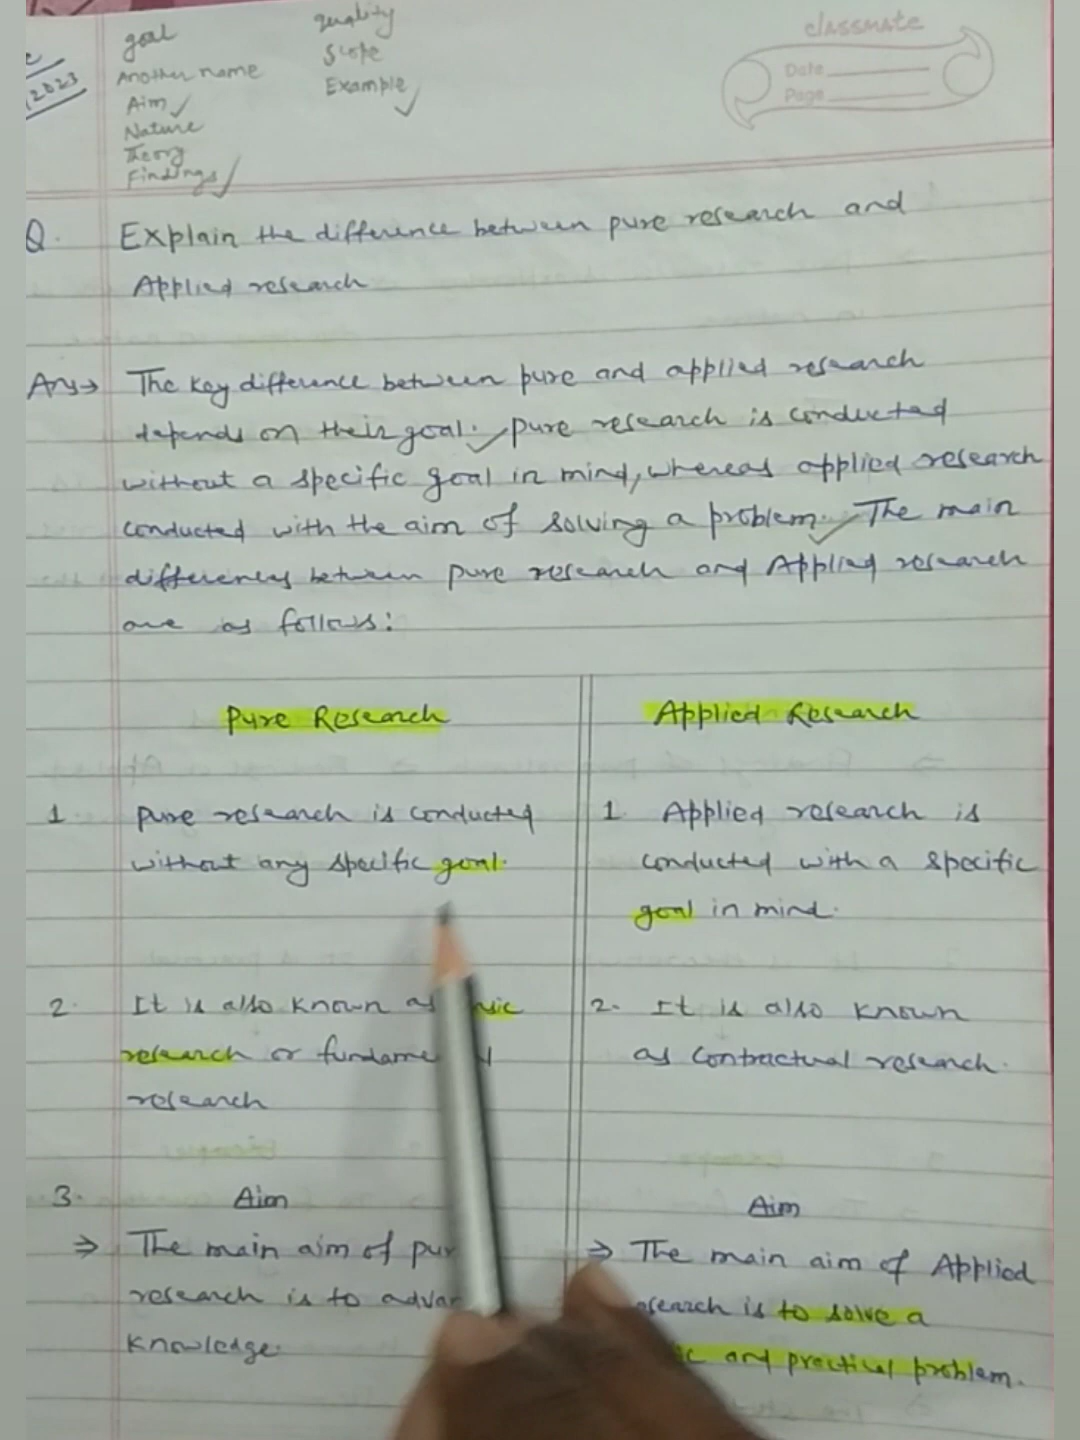 2023
goal
Another name
Aim ✓
Nature
Theory
Findings ✓
quality
Scope
Example ✓
classmate
Date
Page
Q. Explain the difference between pure research and
Applied research
Ans→ The key difference between pure and applied research
depends on their goal. pure research is conducted
without a specific goal in mind, whereas applied research
conducted with the aim of solving a problem. The main
differences between pure research and Applied research
are as follows:
Pure Research
1. pure research is conducted
without any specific goal.
2. It is also known as
research or
research
3. Aim
⇒ The main aim of
research is to
knowledge.
Applied Research
1. Applied research is
conducted with a specific
goal in mind.
2. It is also known
as contractual research.
Aim
⇒ The main aim of Applied
is to solve a
and practical problem.